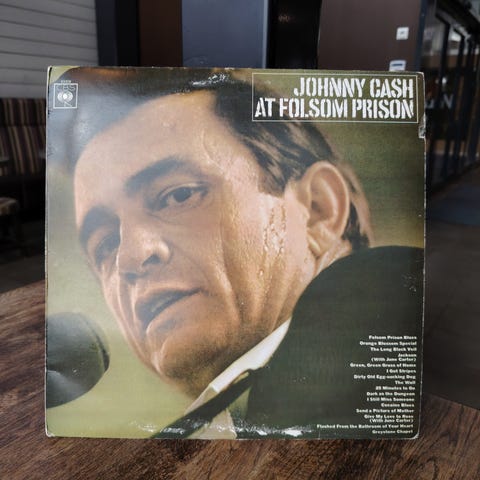 CBS
JOHNNY CASH
AT FOLSOM PRISON
Folsom Prison Blues
Orange Blossom Special
The Long Black Veil
Jackson
(With June Carter)
Green, Green Grass of Home
I Got Stripes
Dirty Old Egg-sucking Dog
The Wall
25 Minutes to Go
Dark as the Dungeon
I Still Miss Someone
Cocaine Blues
Send a Picture of Mother
Give My Love to Rose
(With June Carter)
Flushed From the Bathroom of Your Heart
Greystone Chapel